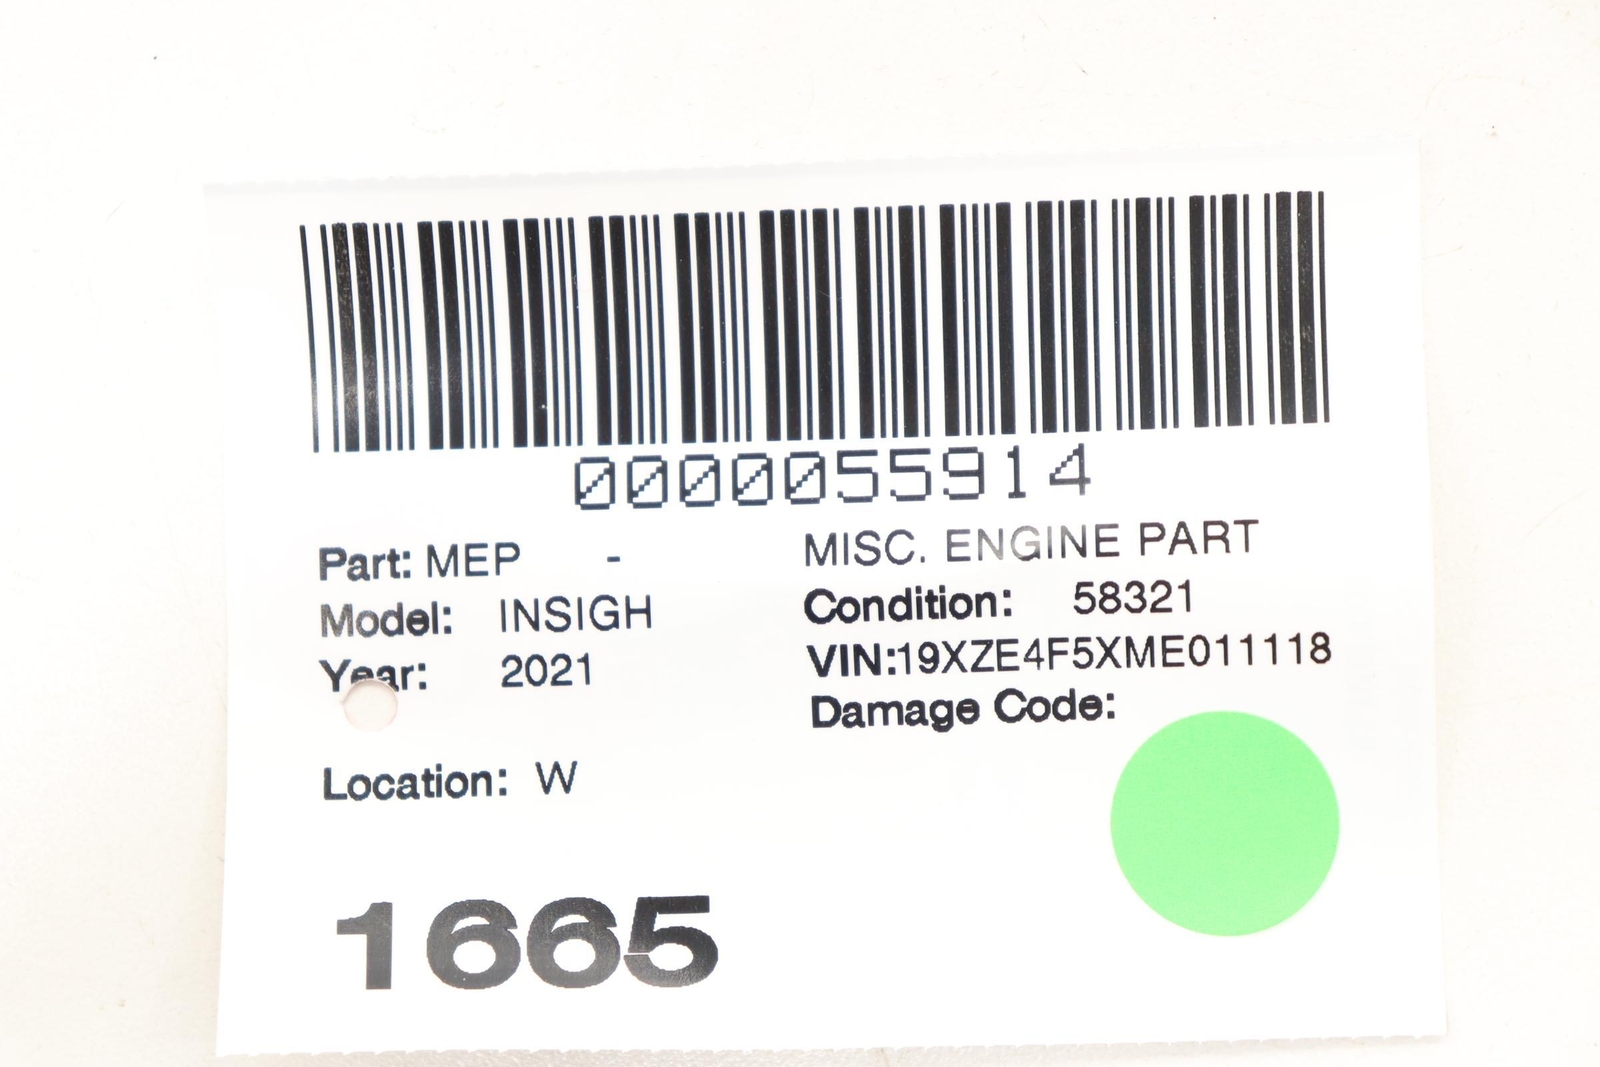 0000055914
Part: MEP - MISC. ENGINE PART
Model: INSIGH Condition: 58321
Year: 2021 VIN:19XZE4F5XME011118
Damage Code:
Location: W
1665